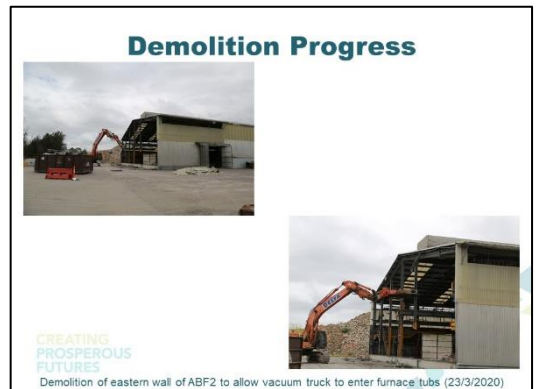 Demolition Progress
DELTA
CREATING
PROSPEROUS
FUTURES
Demolition of eastern wall of ABF2 to allow vacuum truck to enter furnace tubs (23/3/2020)